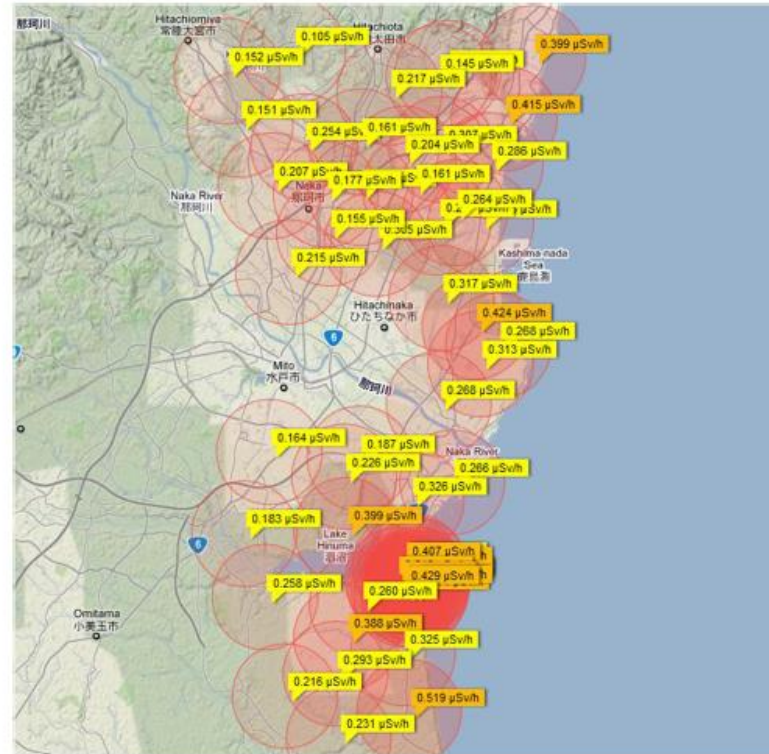 那珂川
Hitachiomiya
常陸大宮市
0.105 µSv/h
Hitachiota
太田市
0.399 µSv/h
0.152 µSv/h
0.145 µSv/h
0.217 µSv/h
0.415 µSv/h
0.151 µSv/h
0.161 µSv/h
0.254 µSv/h
0.204 µSv/h
0.286 µSv/h
0.207 µSv/h
0.177 µSv/h
0.161 µSv/h
Naka River
那珂川
Naka
那珂市
0.264 µSv/h
0.155 µSv/h
0.305 µSv/h
0.215 µSv/h
Kashima-nada
Sea
鹿島灘
0.317 µSv/h
Hitachinaka
ひたちなか市
0.424 µSv/h
0.268 µSv/h
6
0.313 µSv/h
Mito
水戸市
那珂川
0.268 µSv/h
0.164 µSv/h
0.187 µSv/h
Naka River
0.226 µSv/h
0.266 µSv/h
0.326 µSv/h
0.183 µSv/h
0.399 µSv/h
6
Lake
Hinuma
涸沼
0.407 µSv/h
0.429 µSv/h
0.258 µSv/h
0.260 µSv/h
Omitama
小美玉市
0.388 µSv/h
0.325 µSv/h
0.293 µSv/h
0.216 µSv/h
0.519 µSv/h
0.231 µSv/h